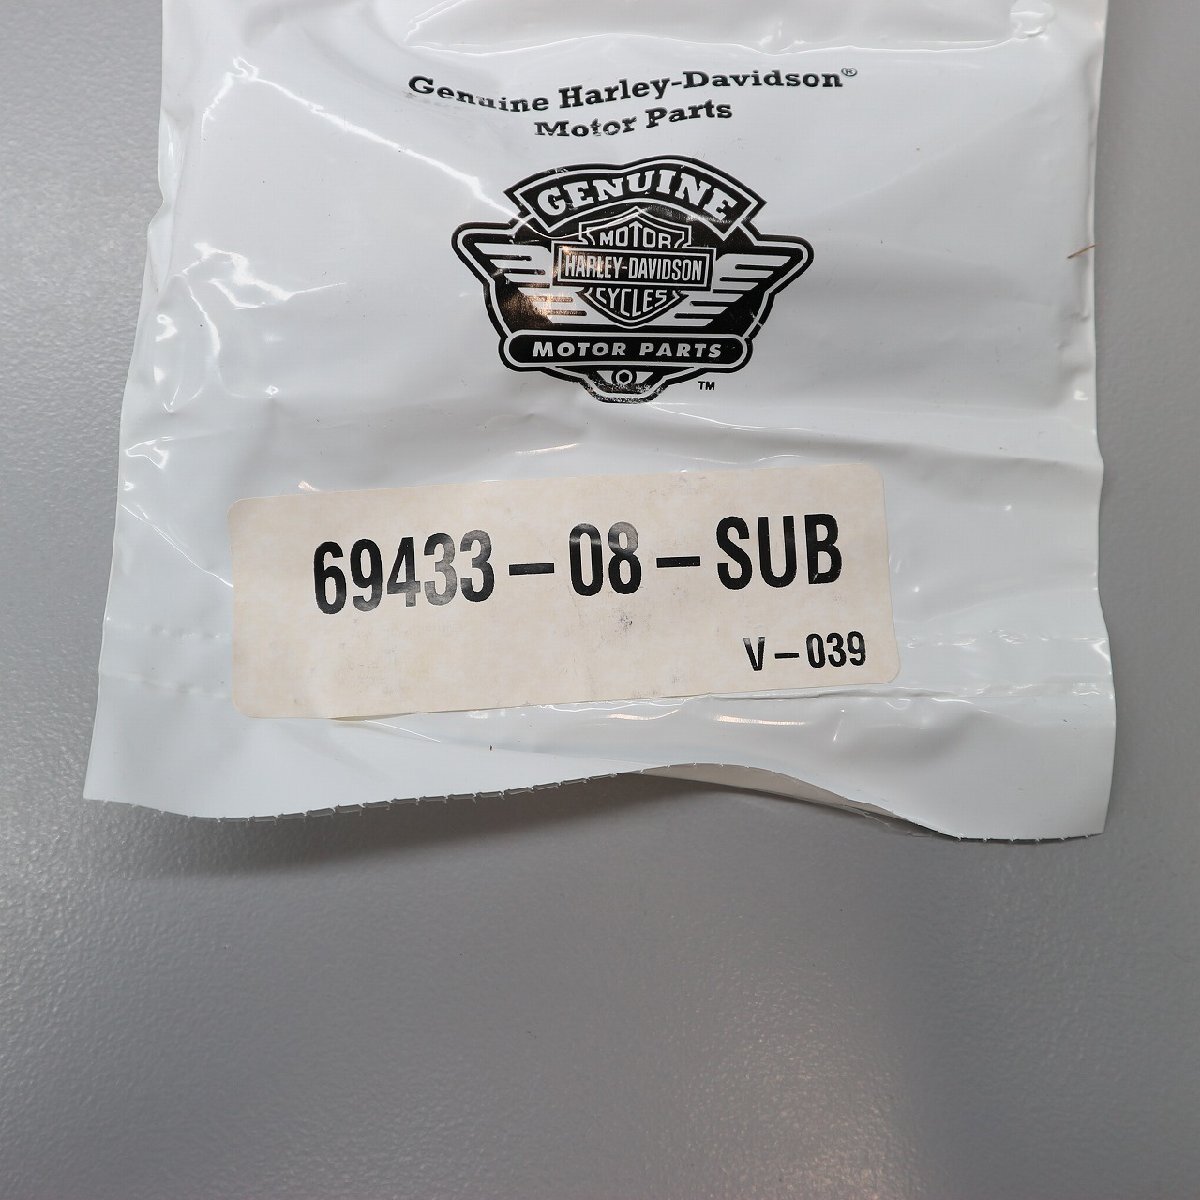 Genuine Harley-Davidson®
Motor Parts
GENUINE
MOTOR
HARLEY-DAVIDSON
CYCLES
MOTOR PARTS
TM
69433-08-SUB
V-039